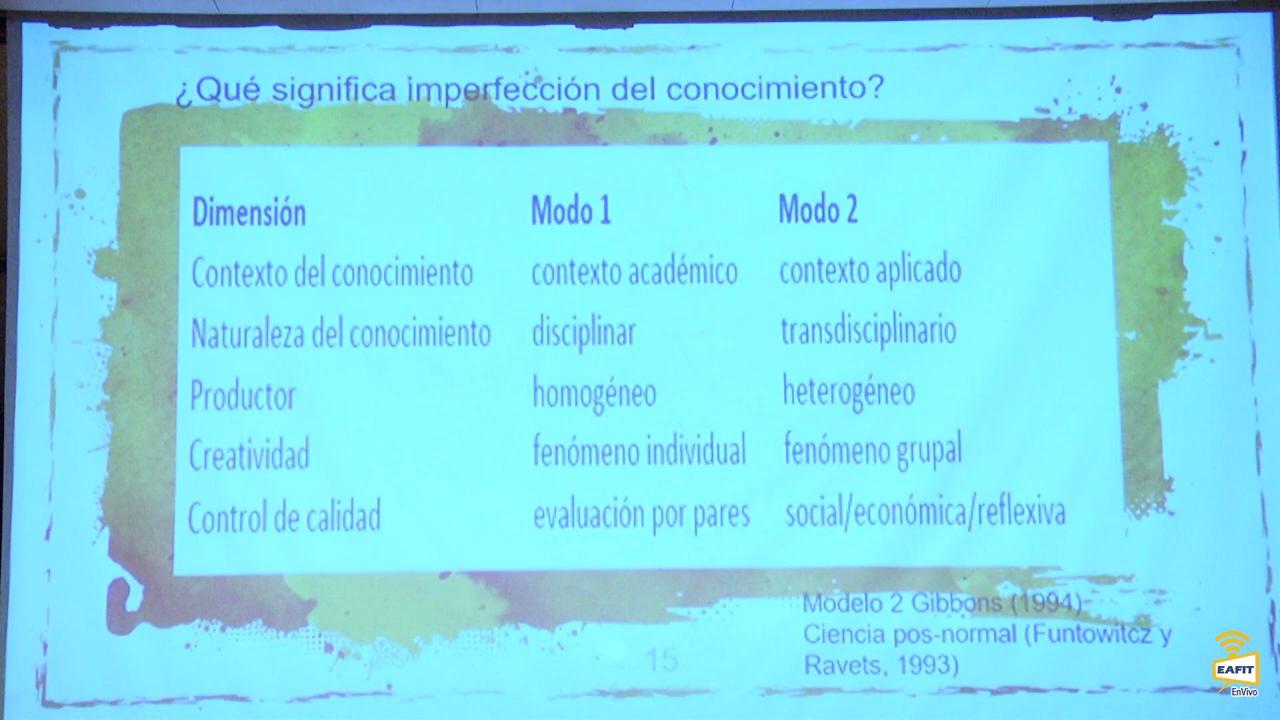 ¿Qué significa imperfección del conocimiento?
Dimensión Modo 1 Modo 2
Contexto del conocimiento contexto académico contexto aplicado
Naturaleza del conocimiento disciplinar transdisciplinario
Productor homogéneo heterogéneo
Creatividad fenómeno individual fenómeno grupal
Control de calidad evaluación por pares social/económica/reflexiva
Modelo 2 Gibbons (1994)
Ciencia pos-normal (Funtowitcz y
Ravets, 1993)
15
EAFIT
EnVivo